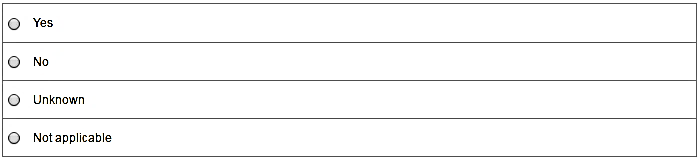 Yes
No
Unknown
Not applicable